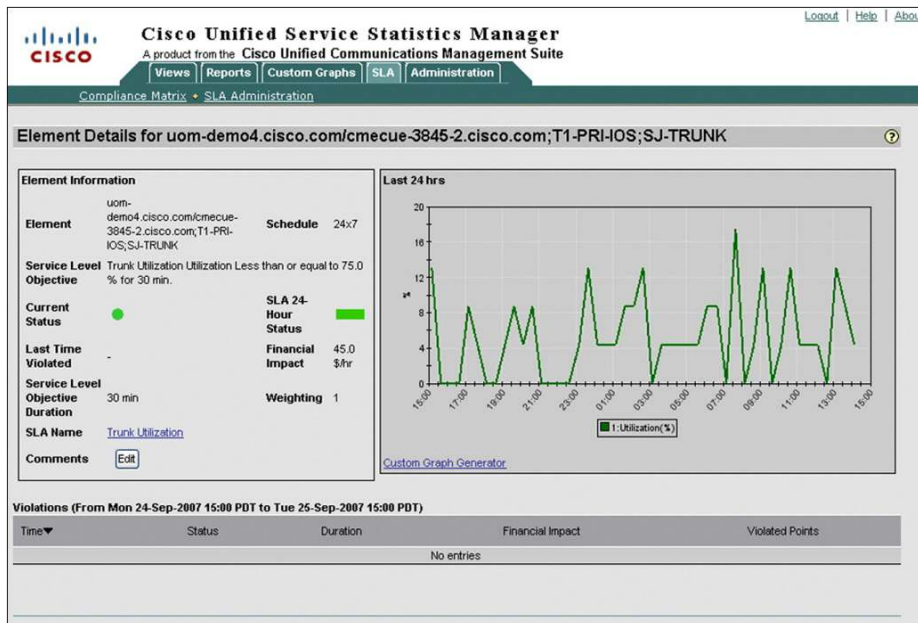 Logout | Help | Abou
CISCO
Cisco Unified Service Statistics Manager
A product from the Cisco Unified Communications Management Suite
Views
Reports
Custom Graphs
SLA
Administration
Compliance Matrix • SLA Administration
Element Details for uom-demo4.cisco.com/cmecue-3845-2.cisco.com;T1-PRI-IOS;SJ-TRUNK
?
Element Information
Element
uom-
demo4.cisco.com/cmecue-
3845-2.cisco.com;T1-PRI-
IOS;SJ-TRUNK
Schedule 24x7
Service Level
Objective
Trunk Utilization Utilization Less than or equal to 75.0
% for 30 min.
Current
Status
SLA 24-
Hour
Status
Last Time
Violated
-
Financial
Impact
45.0
$/hr
Service Level
Objective
Duration
30 min
Weighting 1
SLA Name Trunk Utilization
Comments Edit
Last 24 hrs
20
16
12
8
4
0
%
15:00
17:00
19:00
21:00
23:00
01:00
03:00
05:00
07:00
09:00
11:00
13:00
15:00
1:Utilization(%)
Custom Graph Generator
Violations (From Mon 24-Sep-2007 15:00 PDT to Tue 25-Sep-2007 15:00 PDT)
Time▼ Status Duration Financial Impact Violated Points
No entries